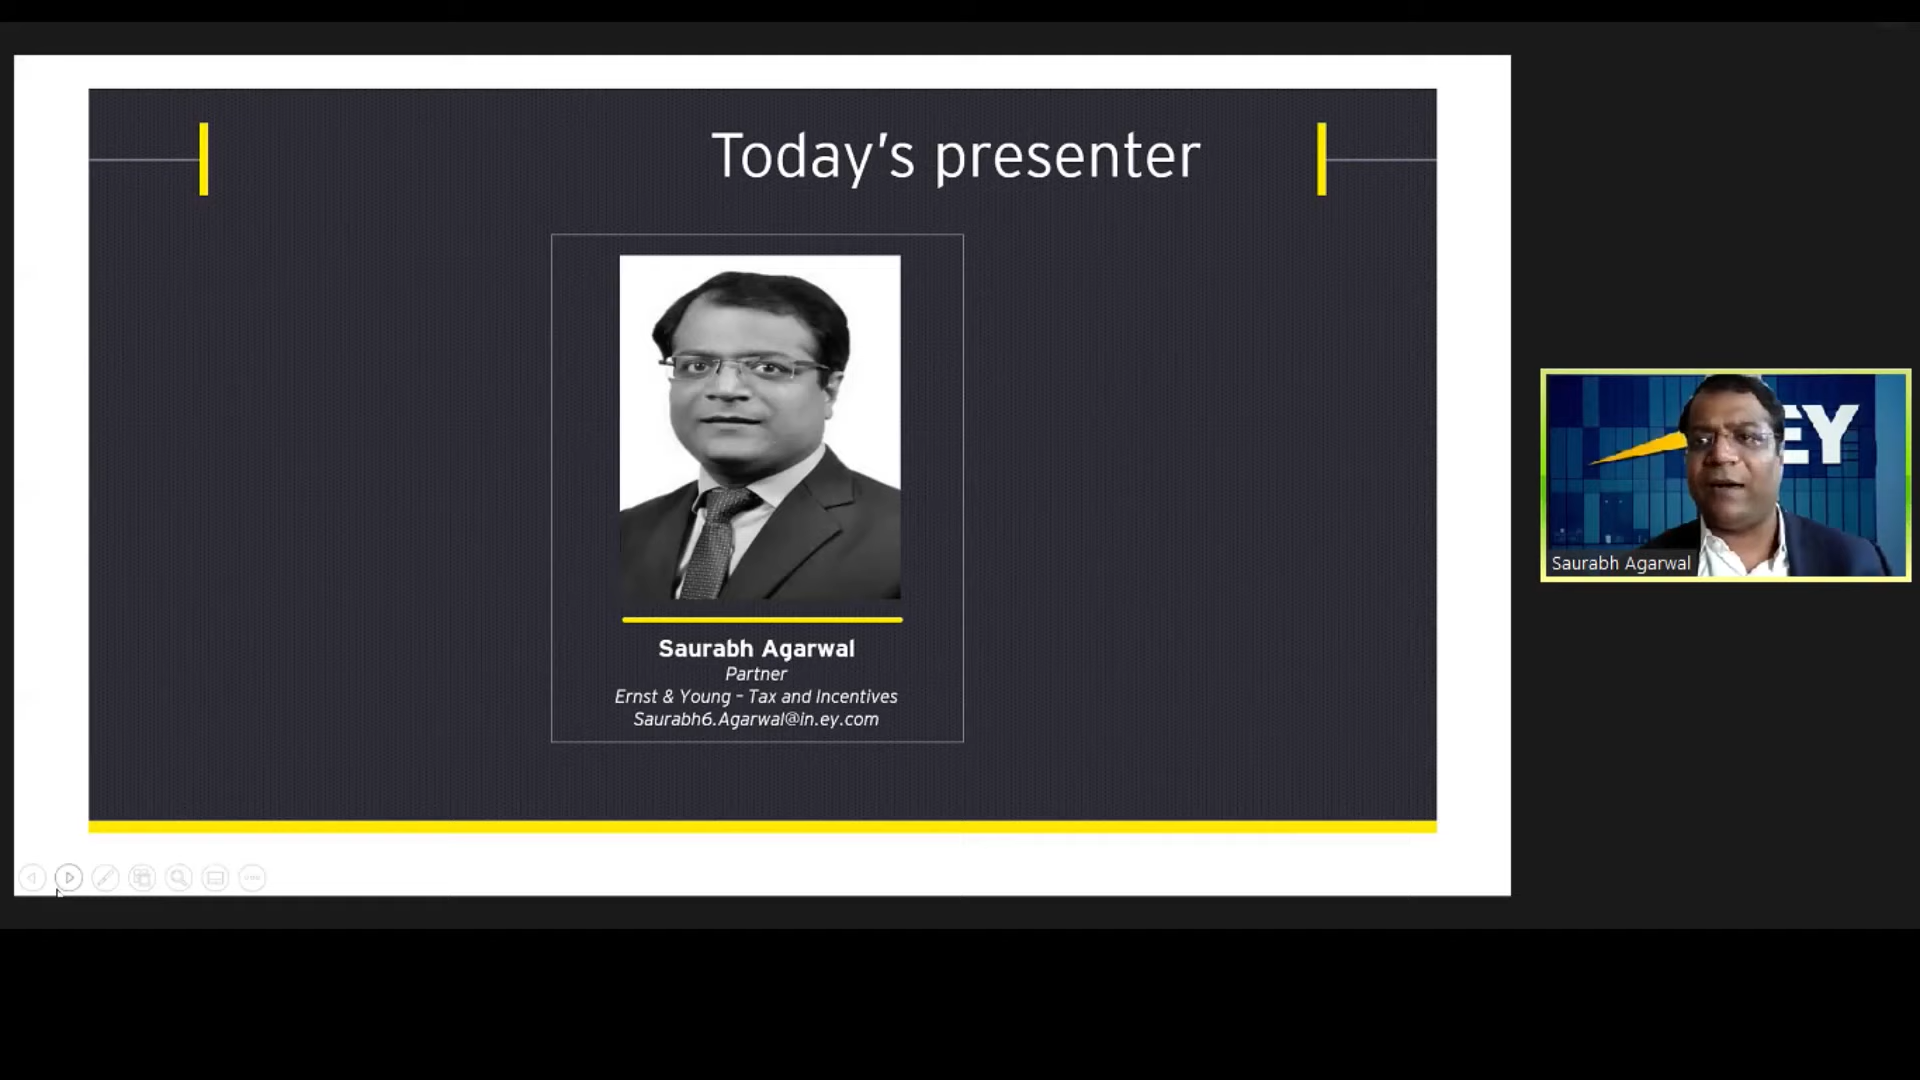 Today's presenter
Saurabh Agarwal
Partner
Ernst & Young – Tax and Incentives
Saurabh6.Agarwal@in.ey.com
EY
Saurabh Agarwal